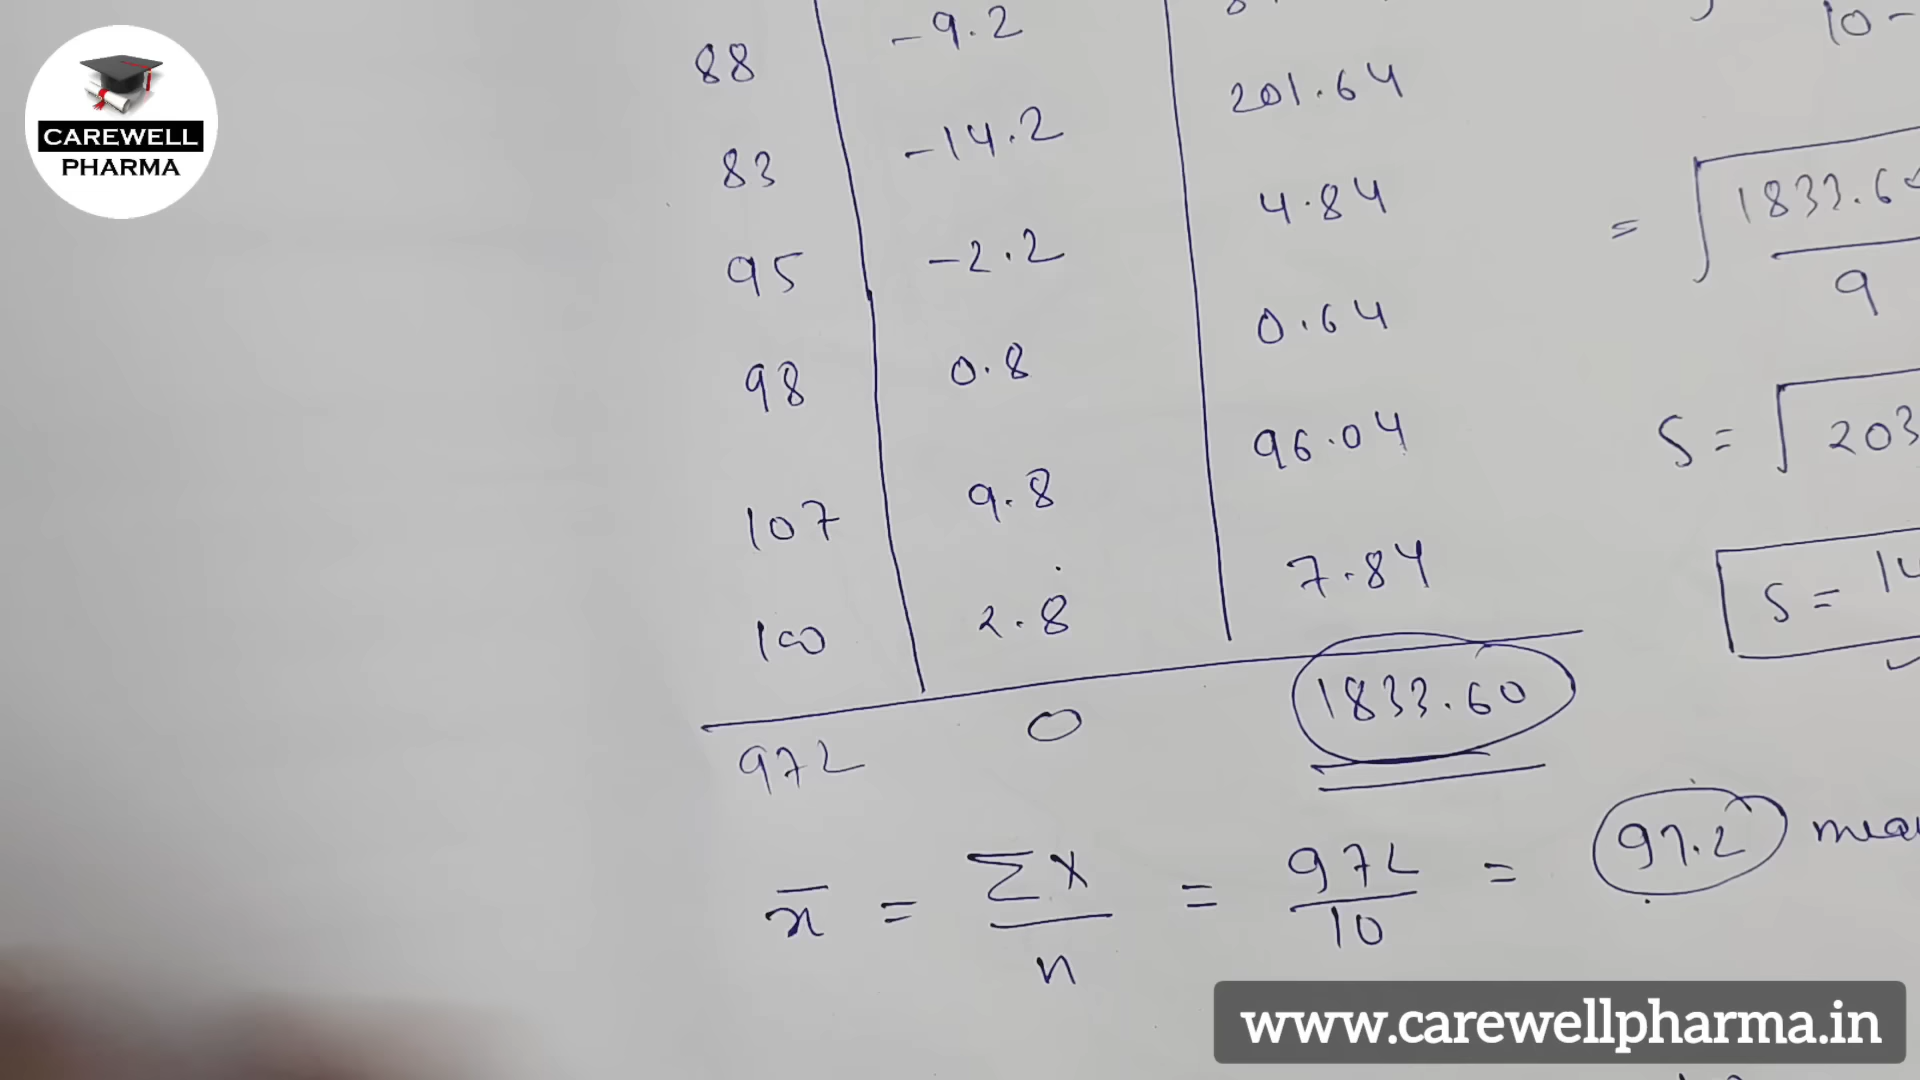 CAREWELL
PHARMA
88 -9.2
83 -14.2 201.64
95 -2.2 4.84
98 0.8 0.64
107 9.8 96.04
100 2.8 7.84
972 0 1833.60
x̄ = Σx/n = 972/10 = 97.2
10 -
= √1833.6
9
S = √203
S = 14
www.carewellpharma.in